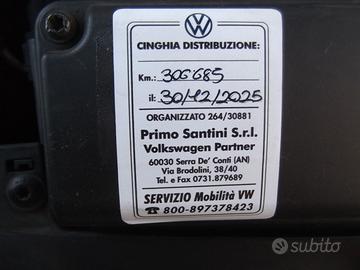 CINGHIA DISTRIBUZIONE:
Km.: 306685
il: 30/12/2025
ORGANIZZATO 264/30881
Primo Santini S.r.l.
Volkswagen Partner
60030 Serra De' Conti (AN)
Via Brodolini, 38/40
Tel. e Fax 0731.879689
SERVIZIO Mobilità VW
☎800-897378423
subito